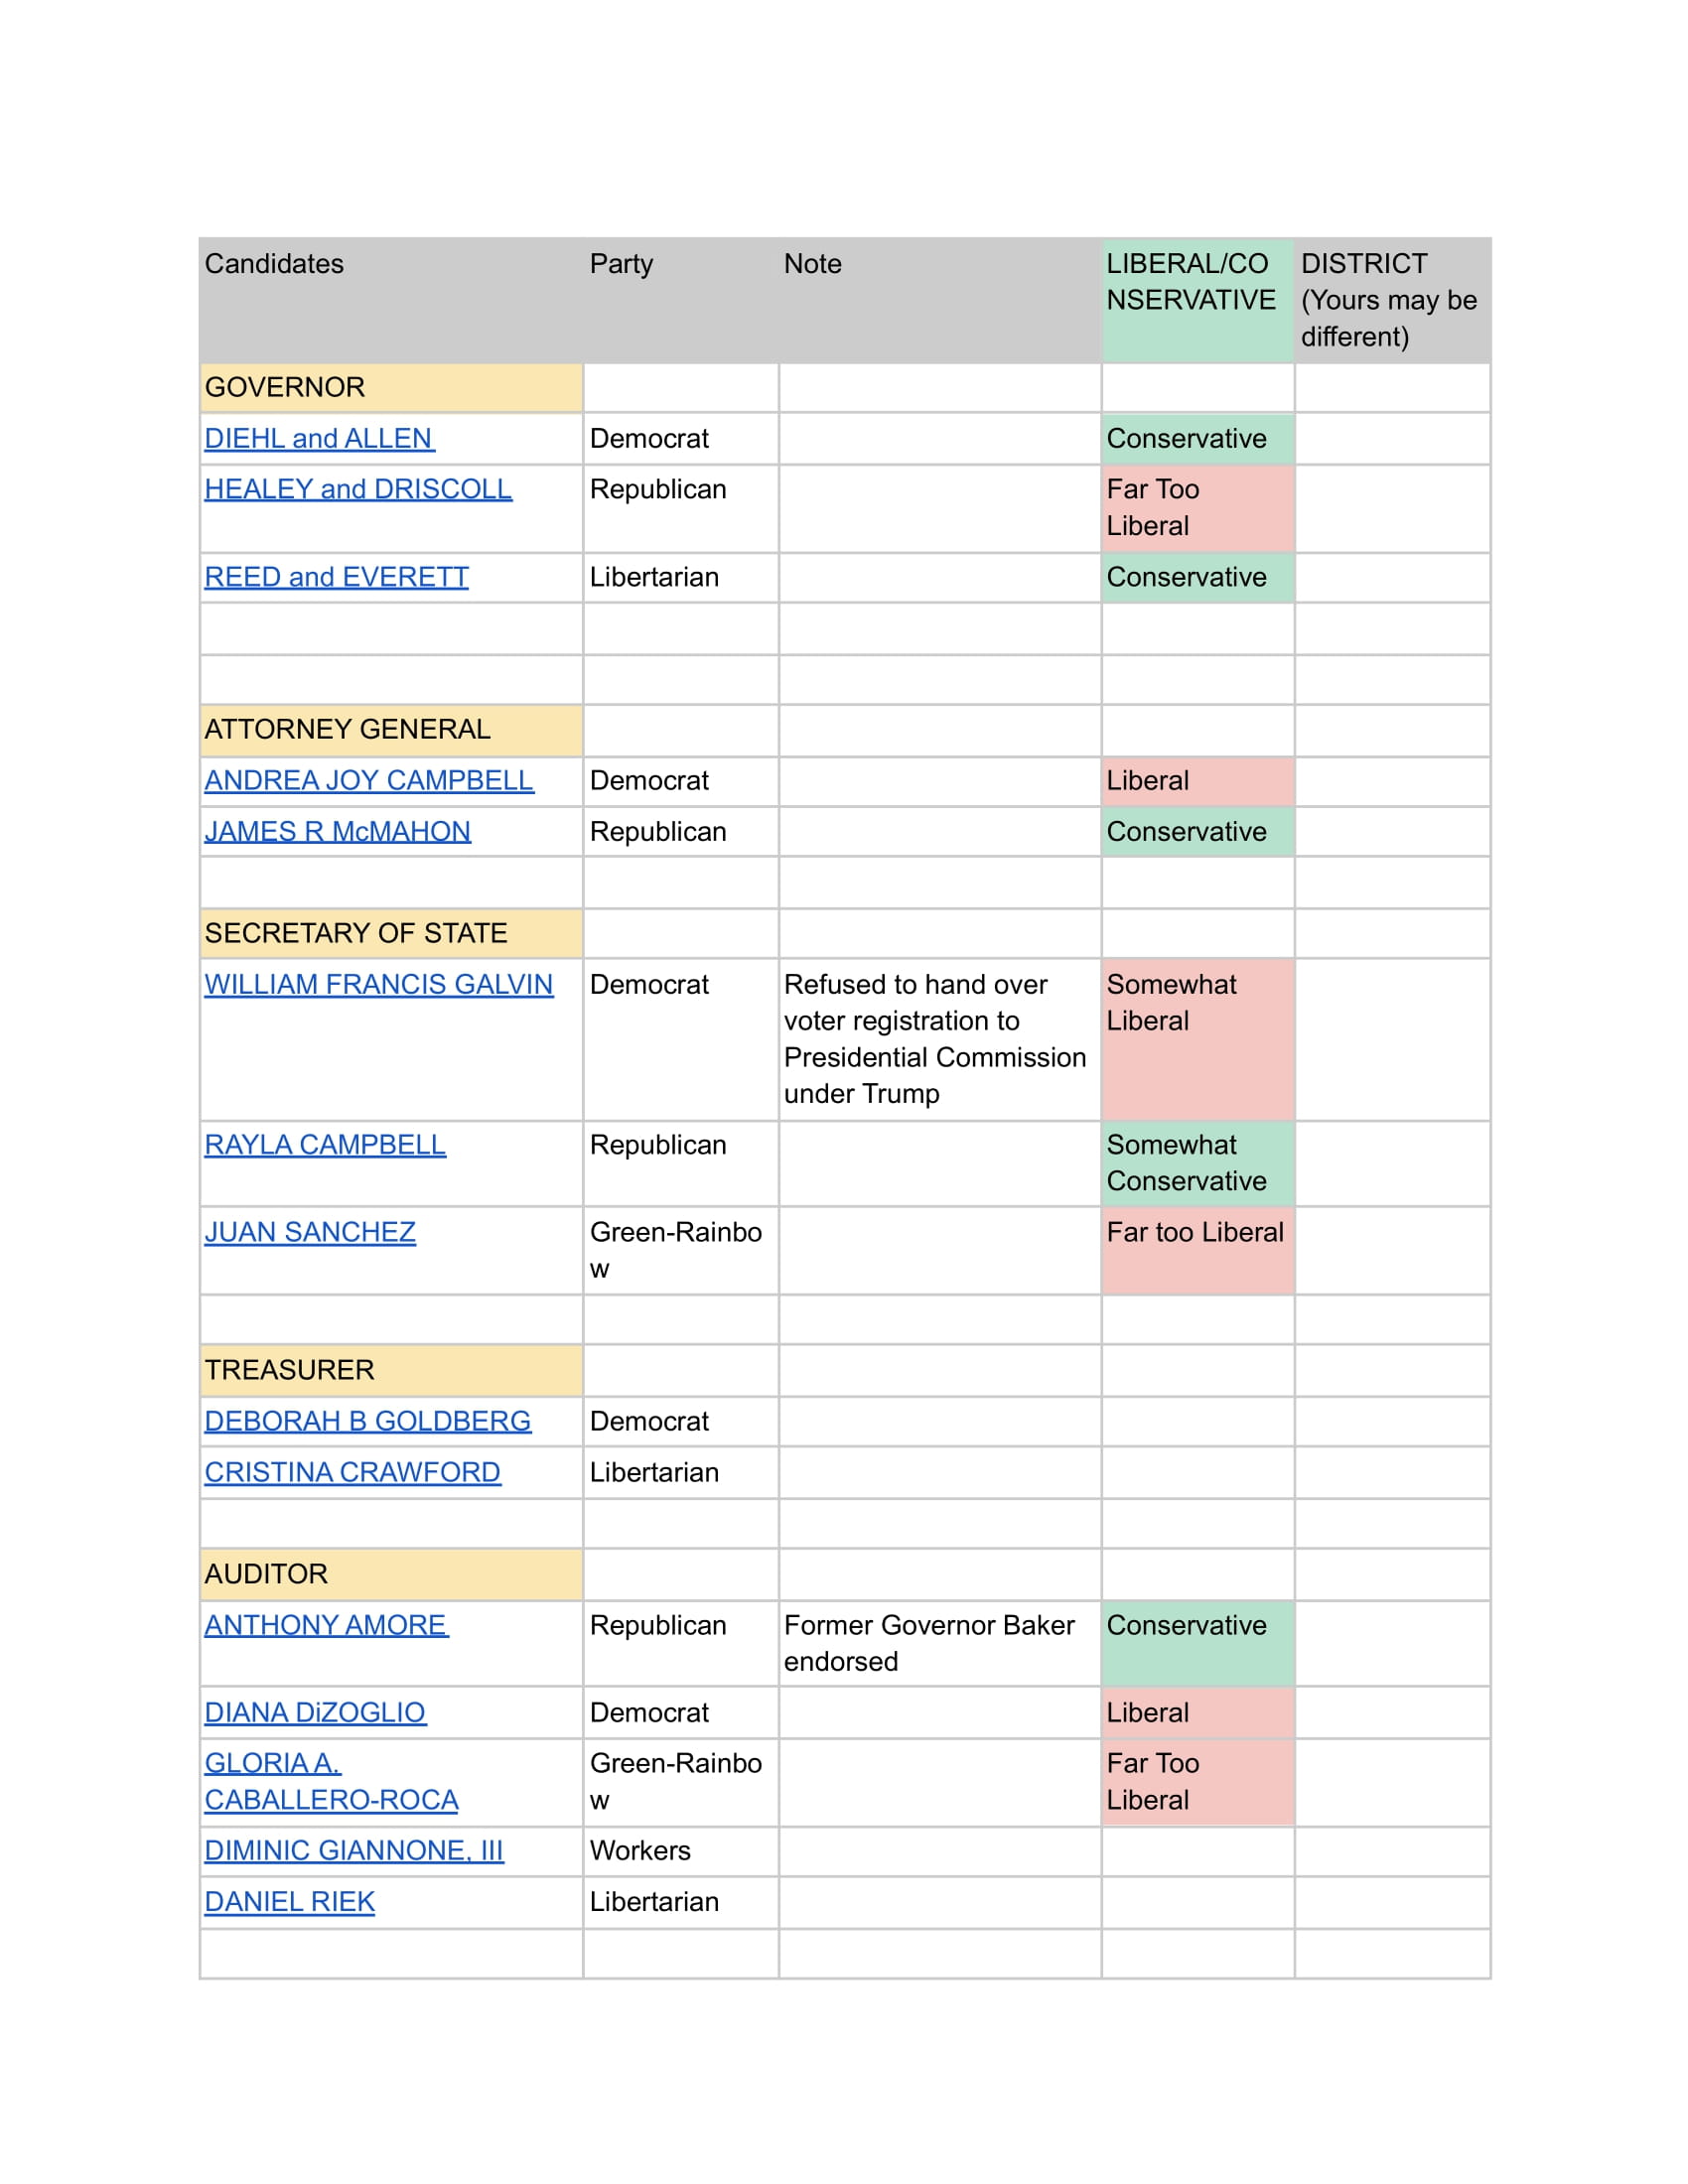 Candidates Party Note LIBERAL/CO DISTRICT
NSERVATIVE (Yours may be
different)
GOVERNOR
DIEHL and ALLEN Democrat Conservative
HEALEY and DRISCOLL Republican Far Too
Liberal
REED and EVERETT Libertarian Conservative
ATTORNEY GENERAL
ANDREA JOY CAMPBELL Democrat Liberal
JAMES R McMAHON Republican Conservative
SECRETARY OF STATE
WILLIAM FRANCIS GALVIN Democrat Refused to hand over Somewhat
voter registration to Liberal
Presidential Commission
under Trump
RAYLA CAMPBELL Republican Somewhat
Conservative
JUAN SANCHEZ Green-Rainbo Far too Liberal
w
TREASURER
DEBORAH B GOLDBERG Democrat
CRISTINA CRAWFORD Libertarian
AUDITOR
ANTHONY AMORE Republican Former Governor Baker Conservative
endorsed
DIANA DiZOGLIO Democrat Liberal
GLORIA A. Green-Rainbo Far Too
CABALLERO-ROCA w Liberal
DIMINIC GIANNONE, III Workers
DANIEL RIEK Libertarian